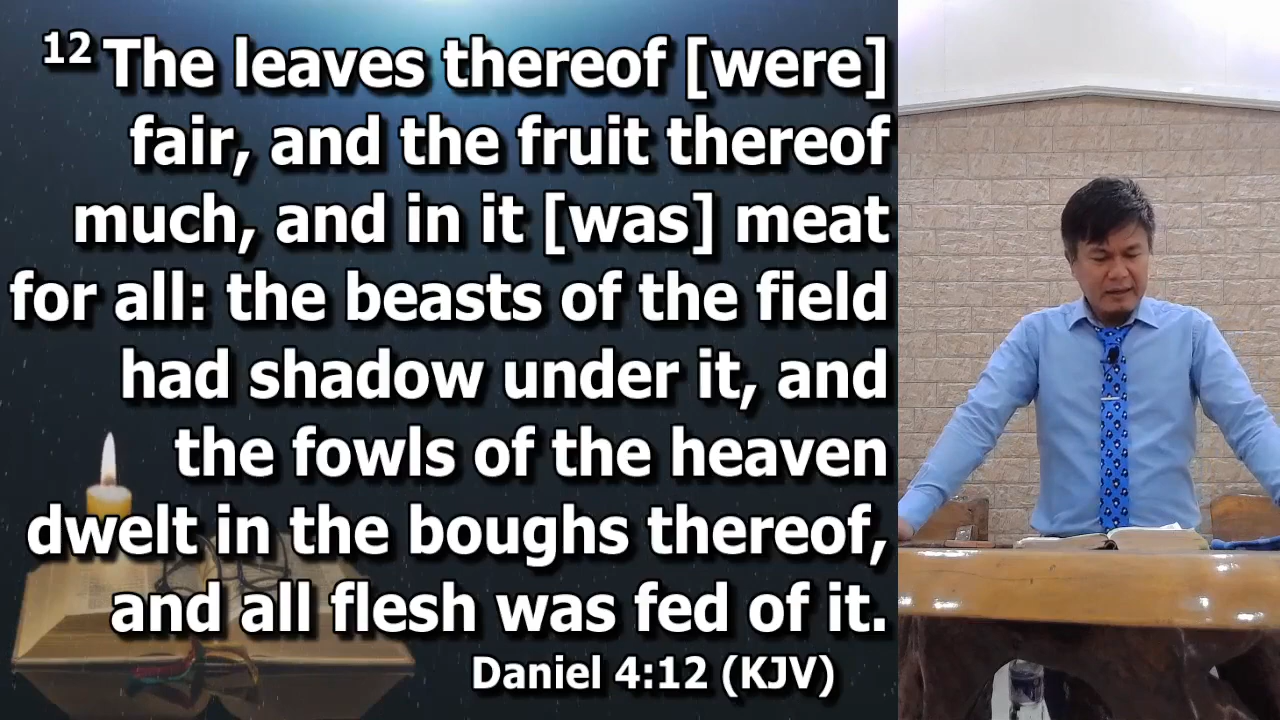 12 The leaves thereof [were]
fair, and the fruit thereof
much, and in it [was] meat
for all: the beasts of the field
had shadow under it, and
the fowls of the heaven
dwelt in the boughs thereof,
and all flesh was fed of it.
Daniel 4:12 (KJV)